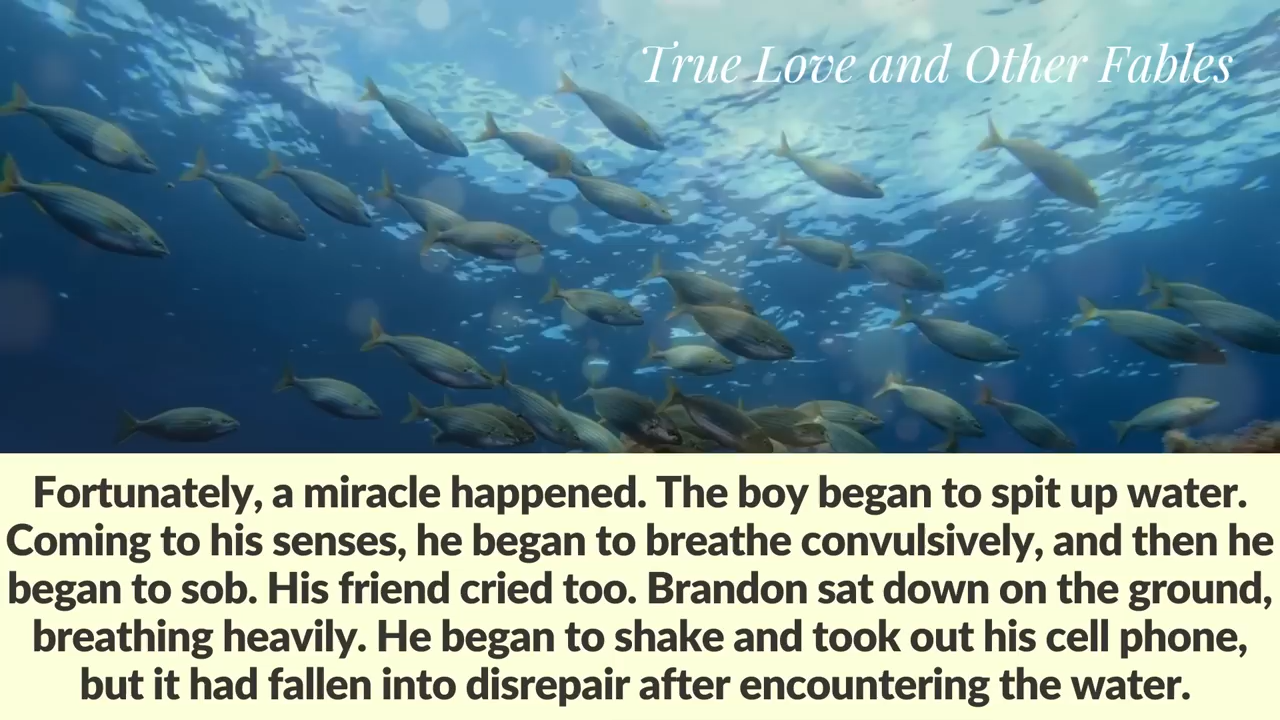 True Love and Other Fables
Fortunately, a miracle happened. The boy began to spit up water.
Coming to his senses, he began to breathe convulsively, and then he
began to sob. His friend cried too. Brandon sat down on the ground,
breathing heavily. He began to shake and took out his cell phone,
but it had fallen into disrepair after encountering the water.